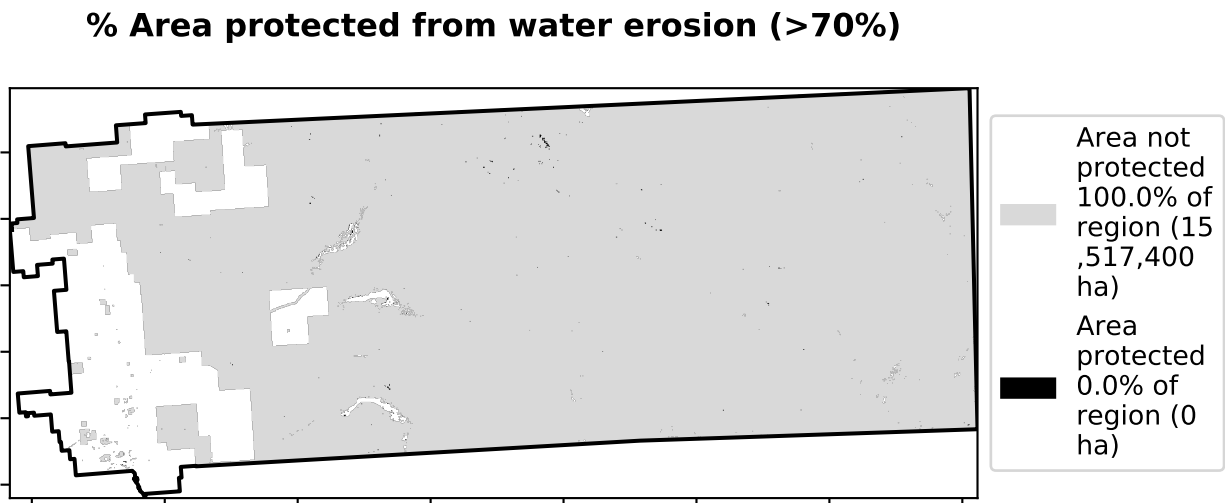 % Area protected from water erosion (>70%)
Area not
protected
100.0% of
region (15
,517,400
ha)
Area
protected
0.0% of
region (0
ha)